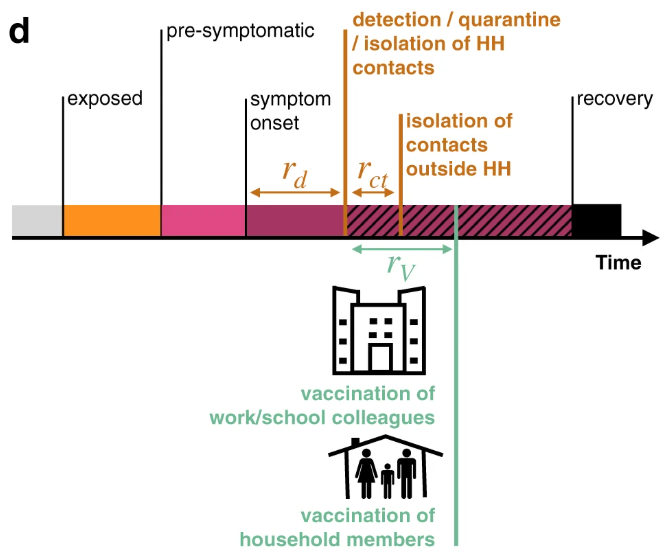 d
pre-symptomatic
detection / quarantine
/ isolation of HH
contacts
exposed
symptom
onset
isolation of
contacts
outside HH
recovery
r_d
r_ct
Time
r_V
vaccination of
work/school colleagues
vaccination of
household members